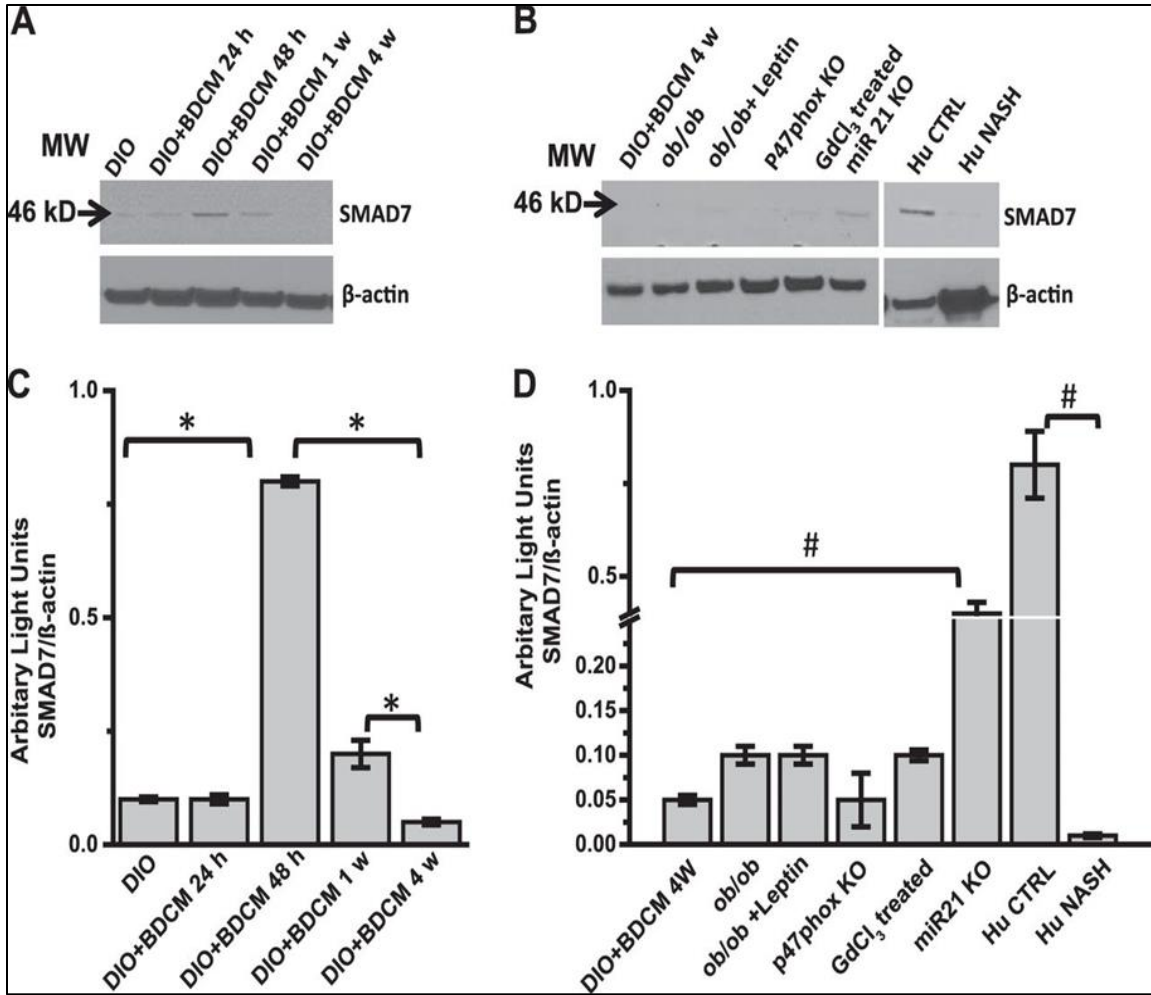 A
DIO
DIO+BDCM 24 h
DIO+BDCM 48 h
DIO+BDCM 1 w
DIO+BDCM 4 w
MW
46 kD
SMAD7
β-actin
B
DIO+BDCM 4 w
ob/ob
ob/ob+ Leptin
P47phox KO
GdCl₃ treated
miR 21 KO
Hu CTRL
Hu NASH
MW
46 kD
SMAD7
β-actin
C
Arbitary Light Units
SMAD7/ß-actin
1.0
0.5
0.0
*
*
*
DIO
DIO+BDCM 24 h
DIO+BDCM 48 h
DIO+BDCM 1 w
DIO+BDCM 4 w
D
Arbitary Light Units
SMAD7/ß-actin
1.0
0.5
0.20
0.15
0.10
0.05
0.00
#
#
DIO+BDCM 4W
ob/ob
ob/ob +Leptin
p47phox KO
GdCl₃ treated
miR21 KO
Hu CTRL
Hu NASH